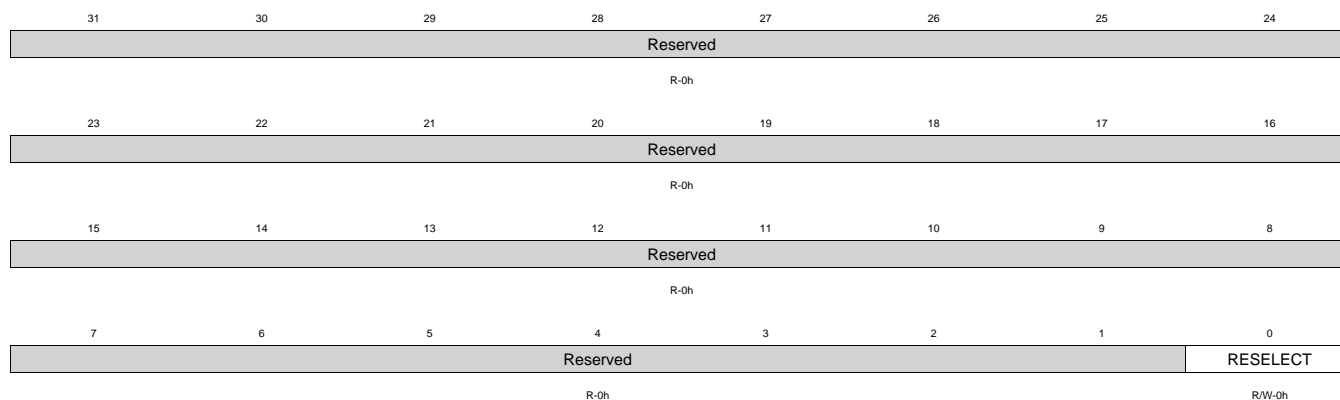 31 30 29 28 27 26 25 24
Reserved
R-0h
23 22 21 20 19 18 17 16
Reserved
R-0h
15 14 13 12 11 10 9 8
Reserved
R-0h
7 6 5 4 3 2 1 0
Reserved RESELECT
R-0h R/W-0h